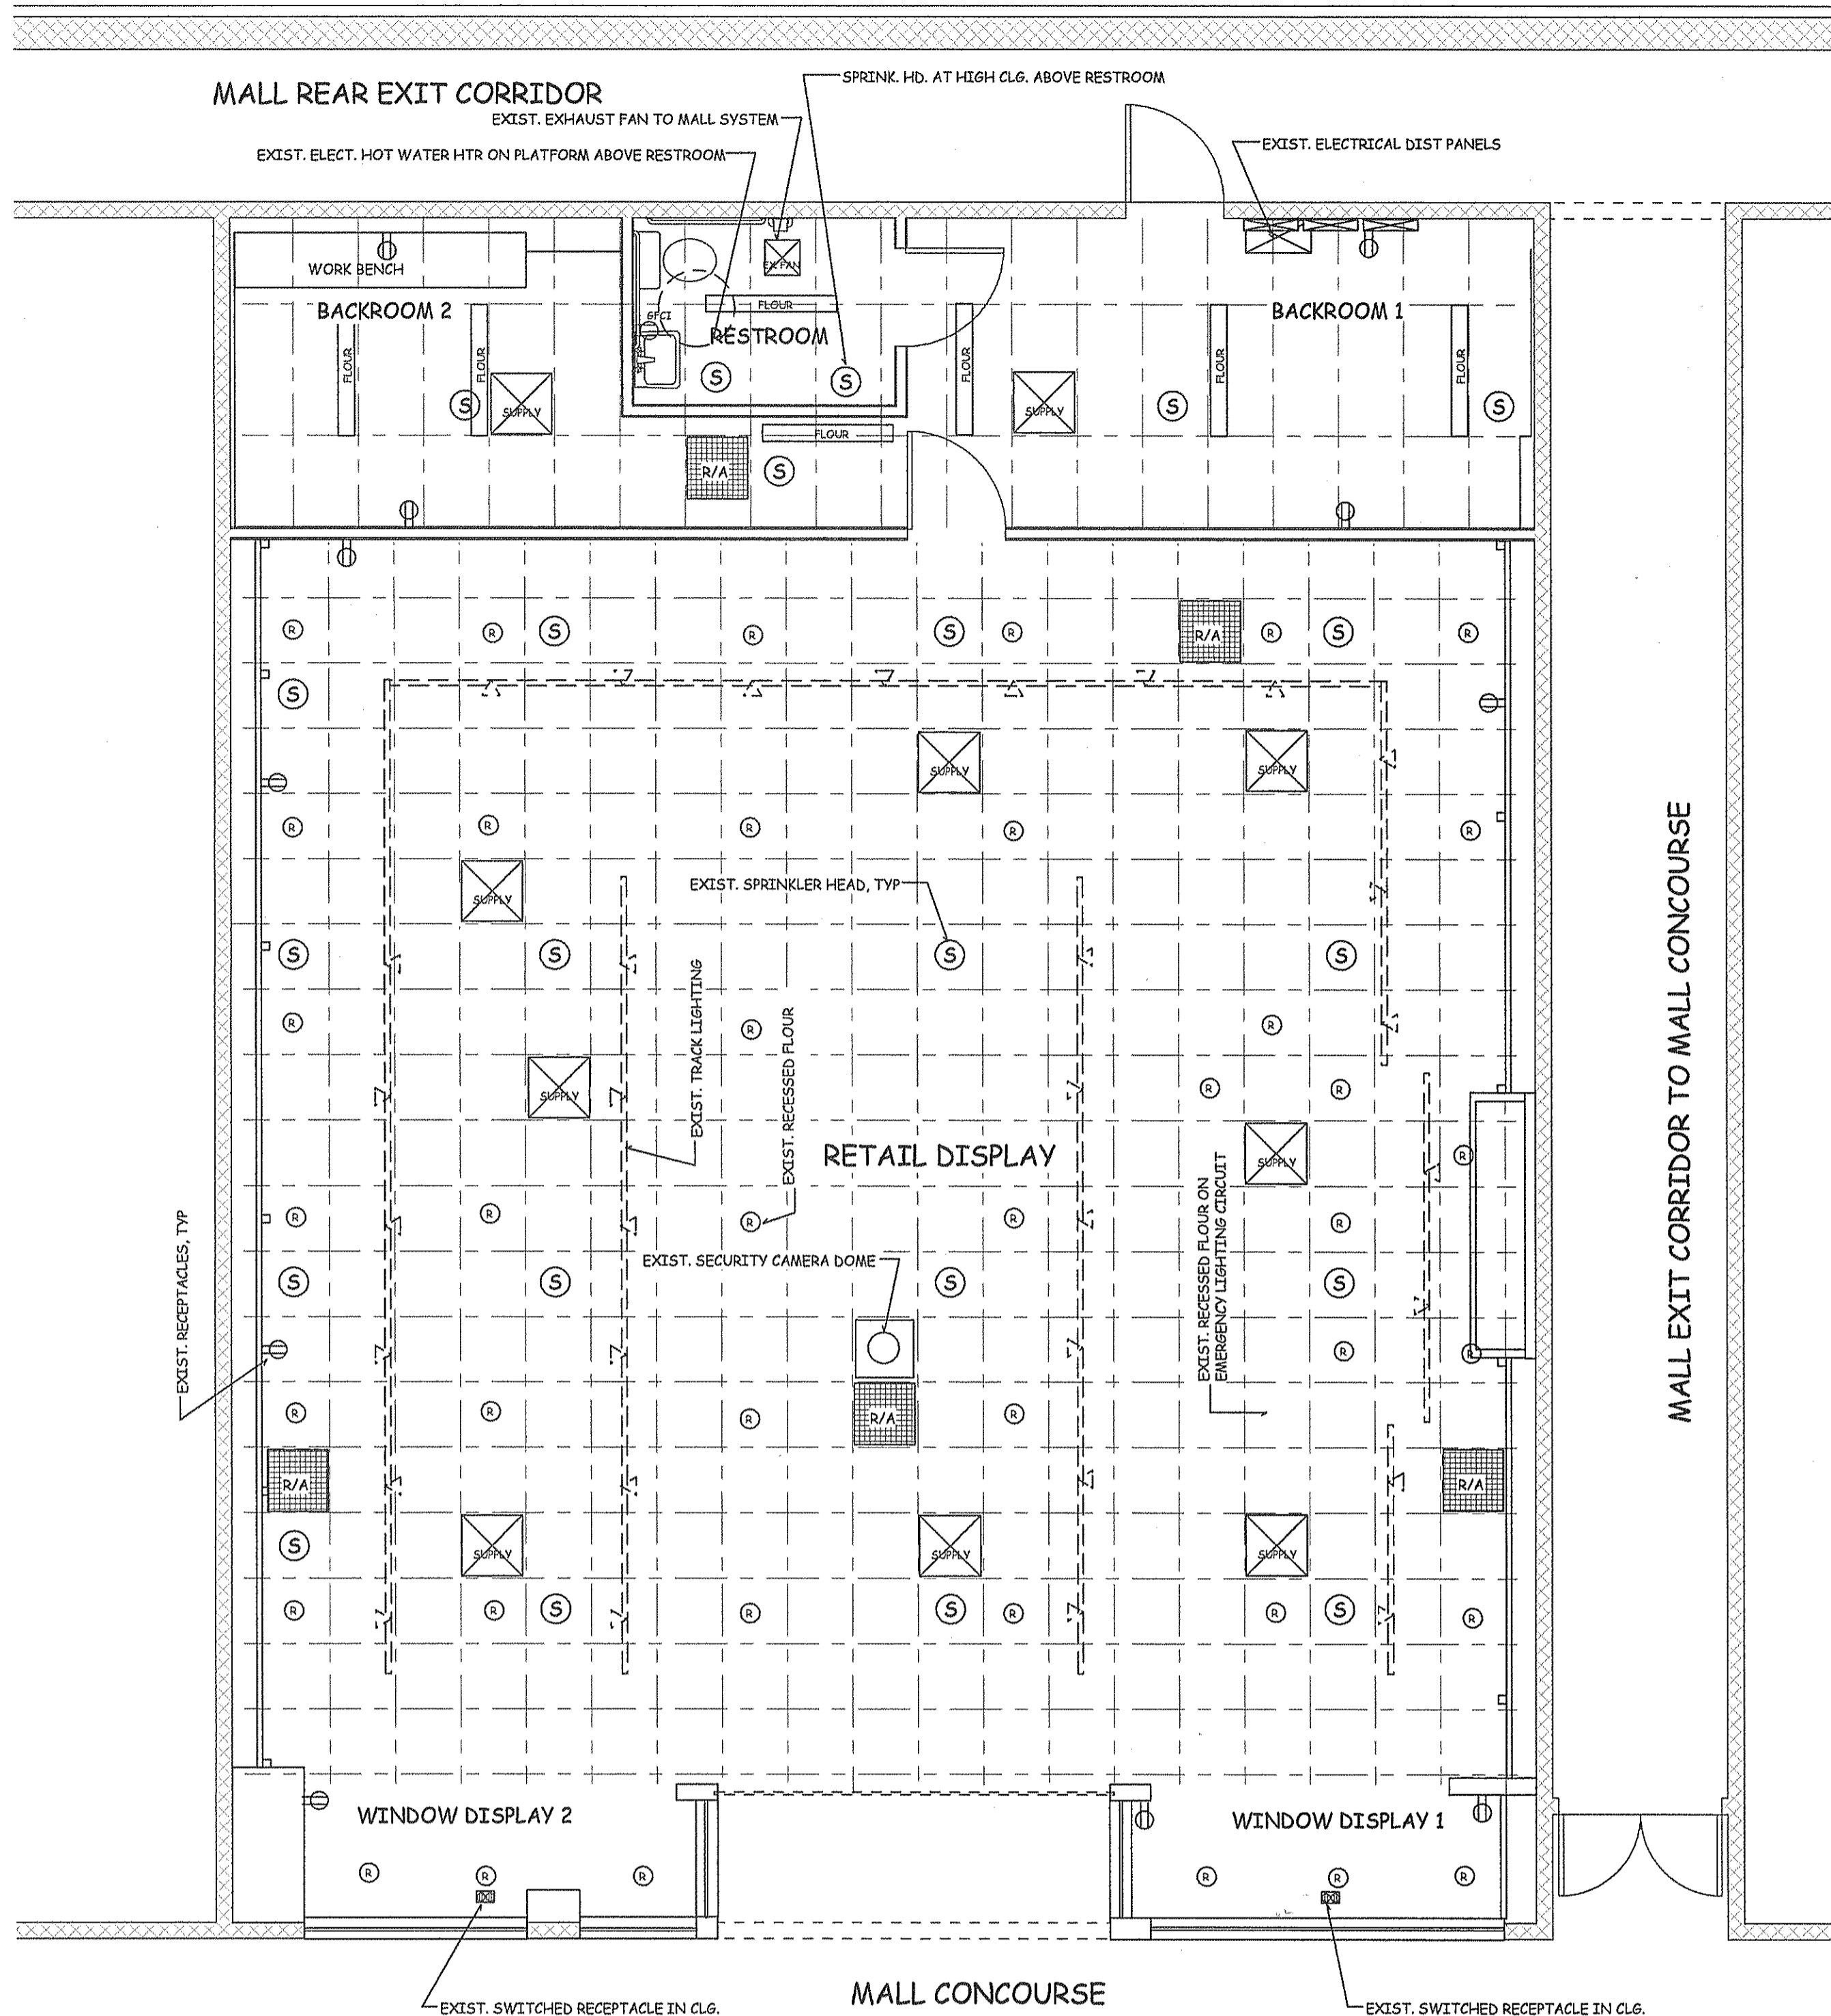 SPRINK. HD. AT HIGH CLG. ABOVE RESTROOM
MALL REAR EXIT CORRIDOR
EXIST. EXHAUST FAN TO MALL SYSTEM
EXIST. ELECT. HOT WATER HTR ON PLATFORM ABOVE RESTROOM
EXIST. ELECTRICAL DIST PANELS
WORK BENCH
EX. FAN
BACKROOM 2
FLOUR
GFCI
RESTROOM
BACKROOM 1
FLOUR
FLOUR
FLOUR
FLOUR
FLOUR
S
S
S
S
S
SUPPLY
SUPPLY
FLOUR
R/A
S
R
R
S
R
S
R
R/A
R
S
R
S
SUPPLY
SUPPLY
R
R
R
R
R
SUPPLY
EXIST. SPRINKLER HEAD, TYP
S
S
S
S
R
R
R
EXIST. TRACK LIGHTING
EXIST. RECESSED FLOUR
SUPPLY
R
R
RETAIL DISPLAY
SUPPLY
R
MALL EXIT CORRIDOR TO MALL CONCOURSE
R
R
R
R
R
EXIST. RECESSED FLOUR ON
EMERGENCY LIGHTING CIRCUIT
EXIST. RECEPTACLES, TYP
EXIST. SECURITY CAMERA DOME
S
S
S
S
R
R
R
R
R
R
R/A
R/A
R/A
S
SUPPLY
SUPPLY
SUPPLY
R
R
S
R
S
R
R
S
R
WINDOW DISPLAY 2
WINDOW DISPLAY 1
R
R
R
R
R
R
MALL CONCOURSE
EXIST. SWITCHED RECEPTACLE IN CLG.
EXIST. SWITCHED RECEPTACLE IN CLG.